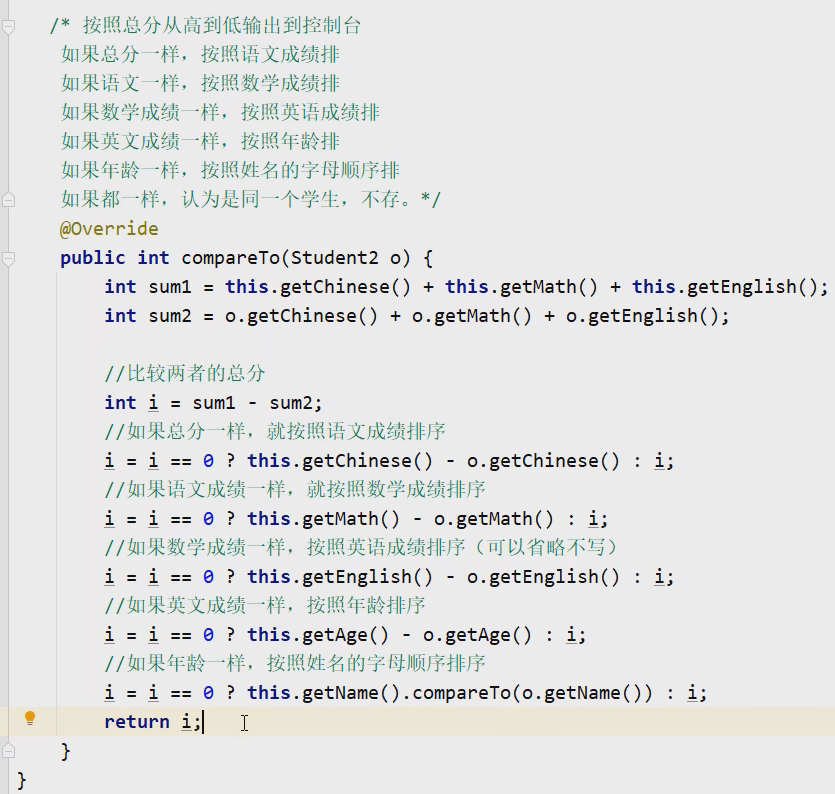 /* 按照总分从高到低输出到控制台
如果总分一样，按照语文成绩排
如果语文一样，按照数学成绩排
如果数学成绩一样，按照英语成绩排
如果英文成绩一样，按照年龄排
如果年龄一样，按照姓名的字母顺序排
如果都一样，认为是同一个学生，不存。*/
@Override
public int compareTo(Student2 o) {
int sum1 = this.getChinese() + this.getMath() + this.getEnglish();
int sum2 = o.getChinese() + o.getMath() + o.getEnglish();
//比较两者的总分
int i = sum1 - sum2;
//如果总分一样，就按照语文成绩排序
i = i == 0 ? this.getChinese() - o.getChinese() : i;
//如果语文成绩一样，就按照数学成绩排序
i = i == 0 ? this.getMath() - o.getMath() : i;
//如果数学成绩一样，按照英语成绩排序（可以省略不写）
i = i == 0 ? this.getEnglish() - o.getEnglish() : i;
//如果英文成绩一样，按照年龄排序
i = i == 0 ? this.getAge() - o.getAge() : i;
//如果年龄一样，按照姓名的字母顺序排序
i = i == 0 ? this.getName().compareTo(o.getName()) : i;
return i;
}
}